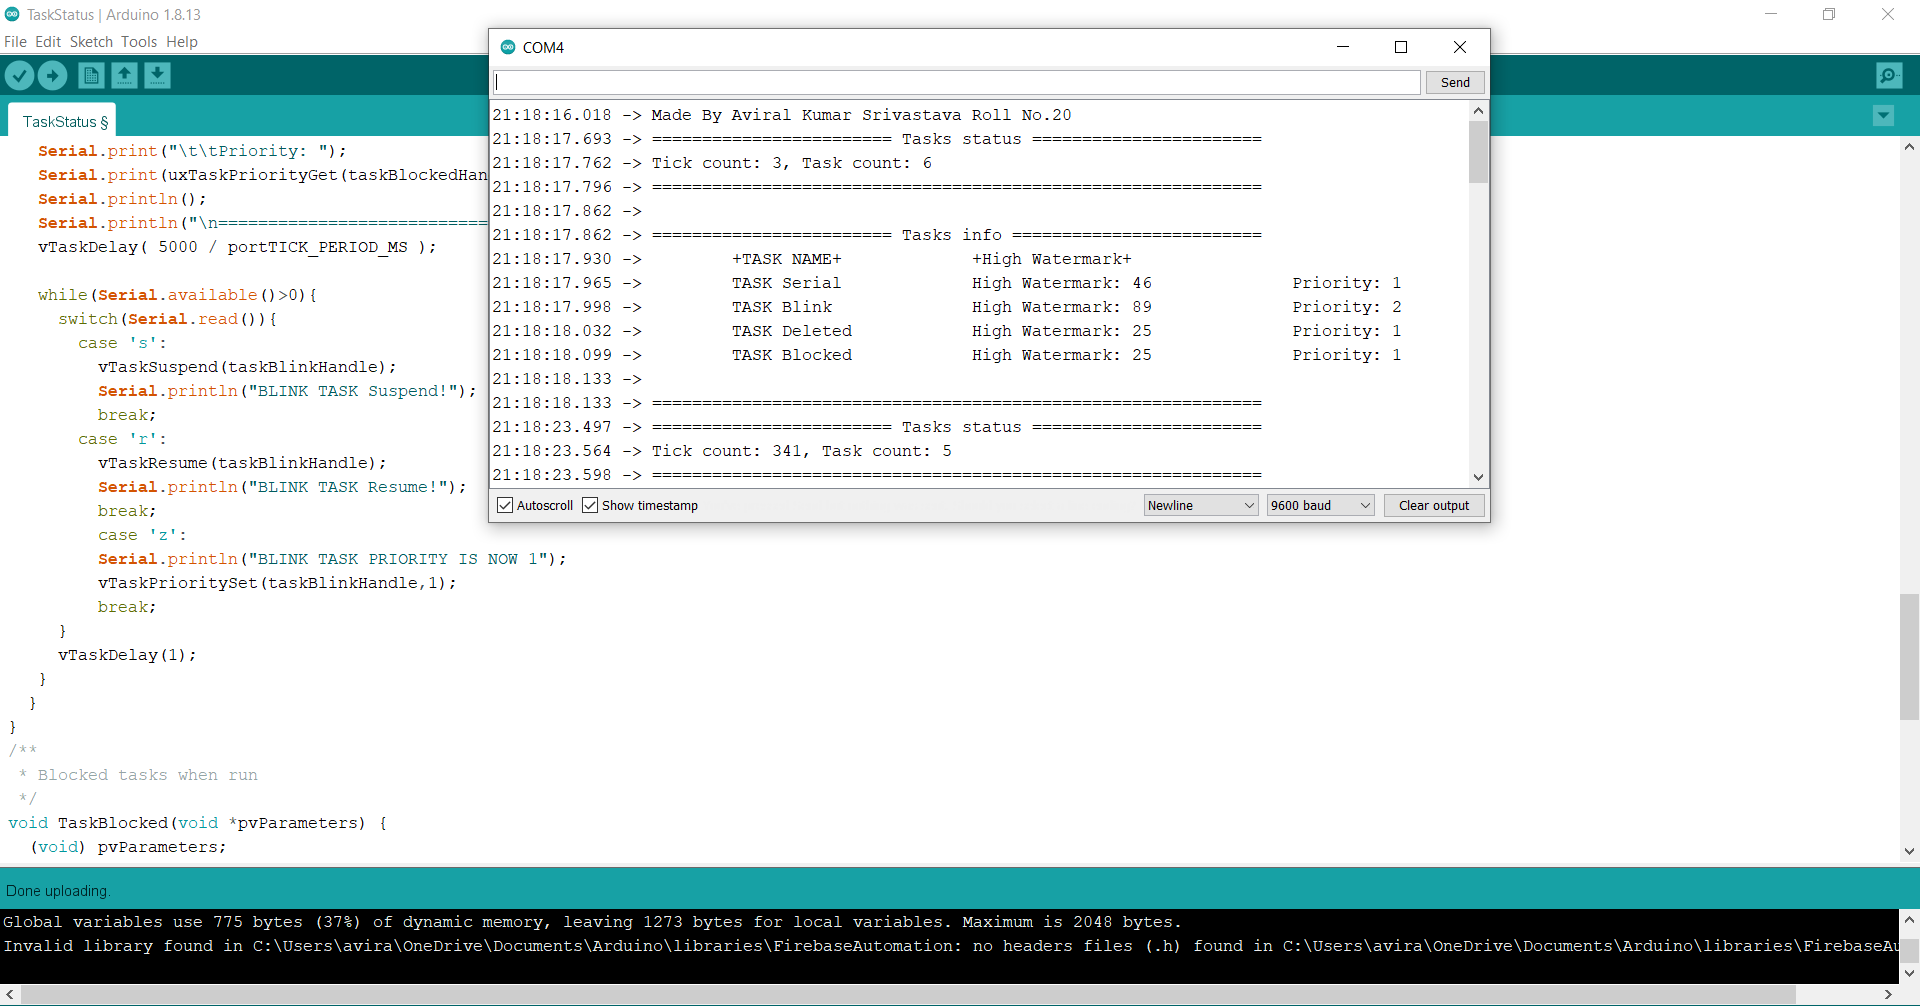 TaskStatus | Arduino 1.8.13
File Edit Sketch Tools Help
TaskStatus §
Serial.print("\t\tPriority: ");
Serial.print(uxTaskPriorityGet(taskBlockedHan
Serial.println();
Serial.println("\n===========================
vTaskDelay( 5000 / portTICK_PERIOD_MS );
while(Serial.available()>0){
switch(Serial.read()){
case 's':
vTaskSuspend(taskBlinkHandle);
Serial.println("BLINK TASK Suspend!");
break;
case 'r':
vTaskResume(taskBlinkHandle);
Serial.println("BLINK TASK Resume!");
break;
case 'z':
Serial.println("BLINK TASK PRIORITY IS NOW 1");
vTaskPrioritySet(taskBlinkHandle,1);
break;
}
vTaskDelay(1);
}
}
}
/**
* Blocked tasks when run
*/
void TaskBlocked(void *pvParameters) {
(void) pvParameters;
COM4
Send
21:18:16.018 -> Made By Aviral Kumar Srivastava Roll No.20
21:18:17.693 -> ======================== Tasks status =======================
21:18:17.762 -> Tick count: 3, Task count: 6
21:18:17.796 -> =============================================================
21:18:17.862 ->
21:18:17.862 -> ======================== Tasks info =========================
21:18:17.930 -> +TASK NAME+ +High Watermark+
21:18:17.965 -> TASK Serial High Watermark: 46 Priority: 1
21:18:17.998 -> TASK Blink High Watermark: 89 Priority: 2
21:18:18.032 -> TASK Deleted High Watermark: 25 Priority: 1
21:18:18.099 -> TASK Blocked High Watermark: 25 Priority: 1
21:18:18.133 ->
21:18:18.133 -> =============================================================
21:18:23.497 -> ======================== Tasks status =======================
21:18:23.564 -> Tick count: 341, Task count: 5
21:18:23.598 -> =============================================================
Autoscroll Show timestamp Newline 9600 baud Clear output
Done uploading.
Global variables use 775 bytes (37%) of dynamic memory, leaving 1273 bytes for local variables. Maximum is 2048 bytes.
Invalid library found in C:\Users\avira\OneDrive\Documents\Arduino\libraries\FirebaseAutomation: no headers files (.h) found in C:\Users\avira\OneDrive\Documents\Arduino\libraries\FirebaseAu